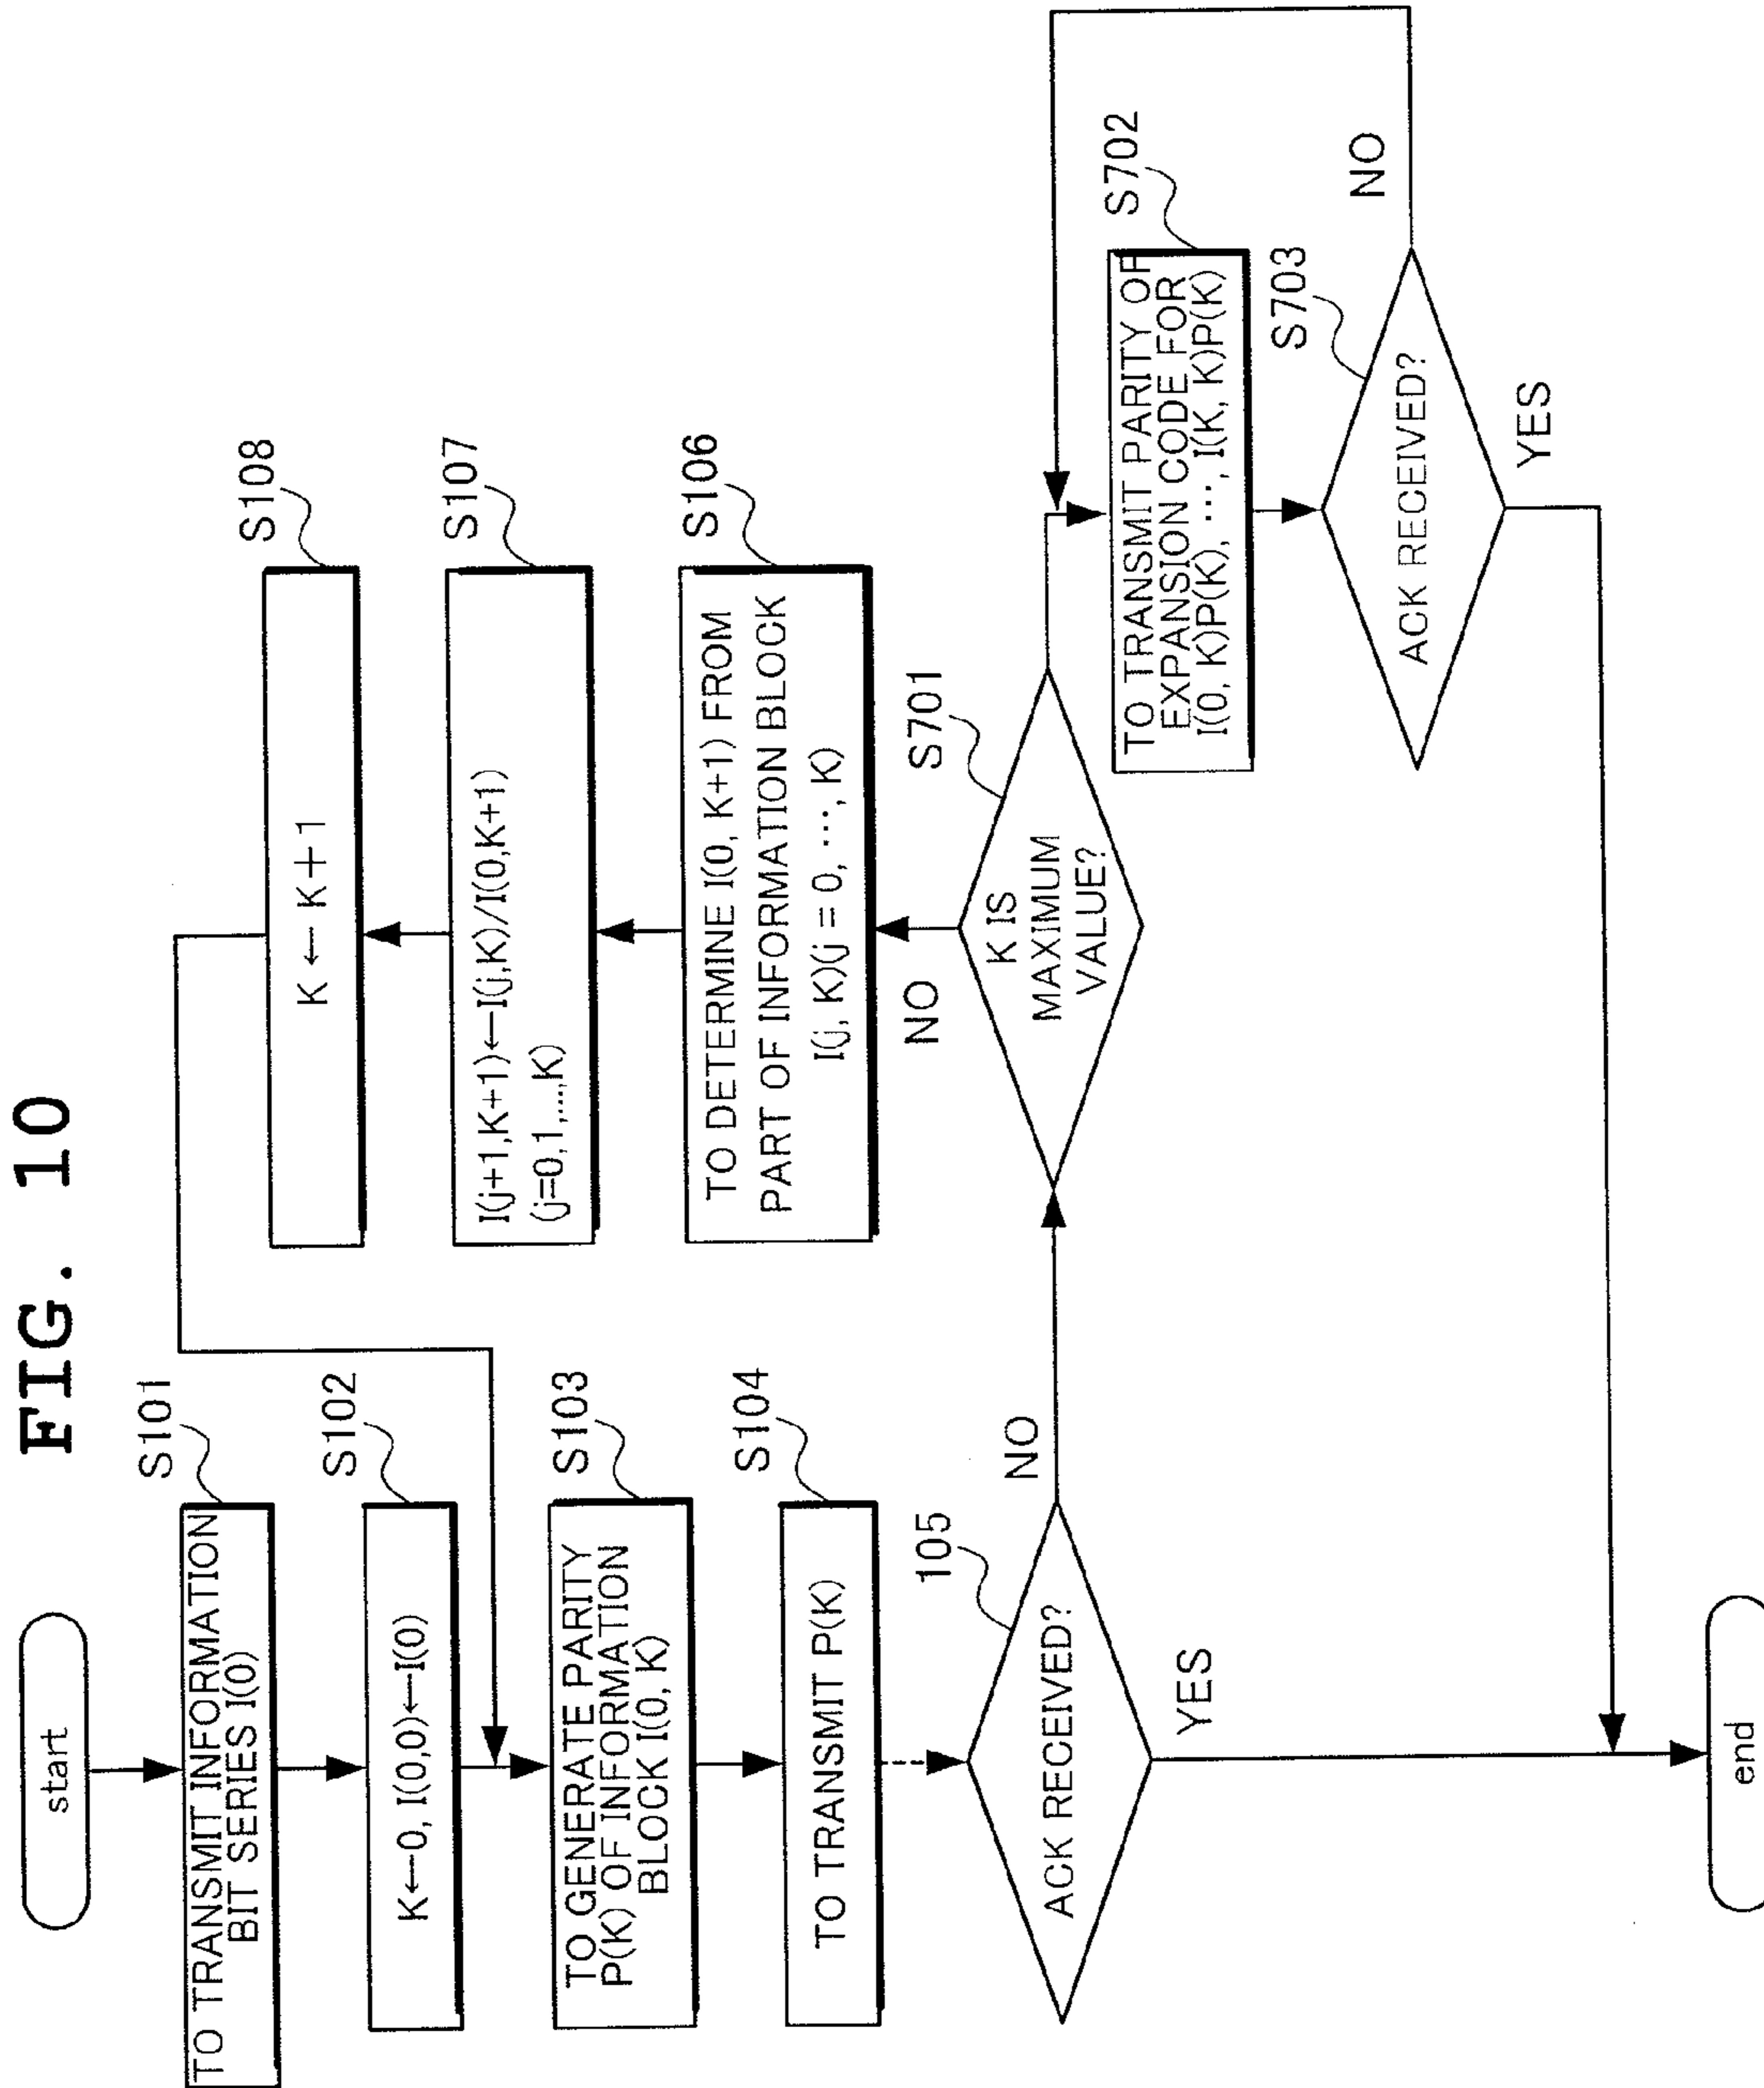 FIG. 10
start
S101
TO TRANSMIT INFORMATION
BIT SERIES I(0)
S102
K←0, I(0,0)←I(0)
S103
TO GENERATE PARITY
P(K) OF INFORMATION
BLOCK I(0, K)
S104
TO TRANSMIT P(K)
105
ACK RECEIVED?
NO
YES
S108
K ← K+1
S107
I(j+1,K+1)←I(j,K)/I(0,K+1)
(j=0,1,...,K)
S106
TO DETERMINE I(0, K+1) FROM
PART OF INFORMATION BLOCK
I(j, K)(j = 0, ⋯, K)
NO
S701
K IS
MAXIMUM
VALUE?
S702
TO TRANSMIT PARITY OF
EXPANSION CODE FOR
I(0, K)P(K), ⋯, I(K, K)P(K)
S703
ACK RECEIVED?
NO
YES
end